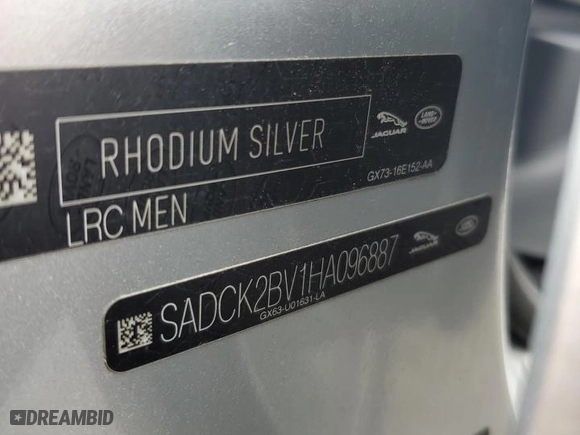 RHODIUM SILVER
JAGUAR
LAND-ROVER
GX73-16E152-AA
LRC MEN
SADCK2BV1HA096887
GX63-U01631-LA
JAGUAR
DREAMBID